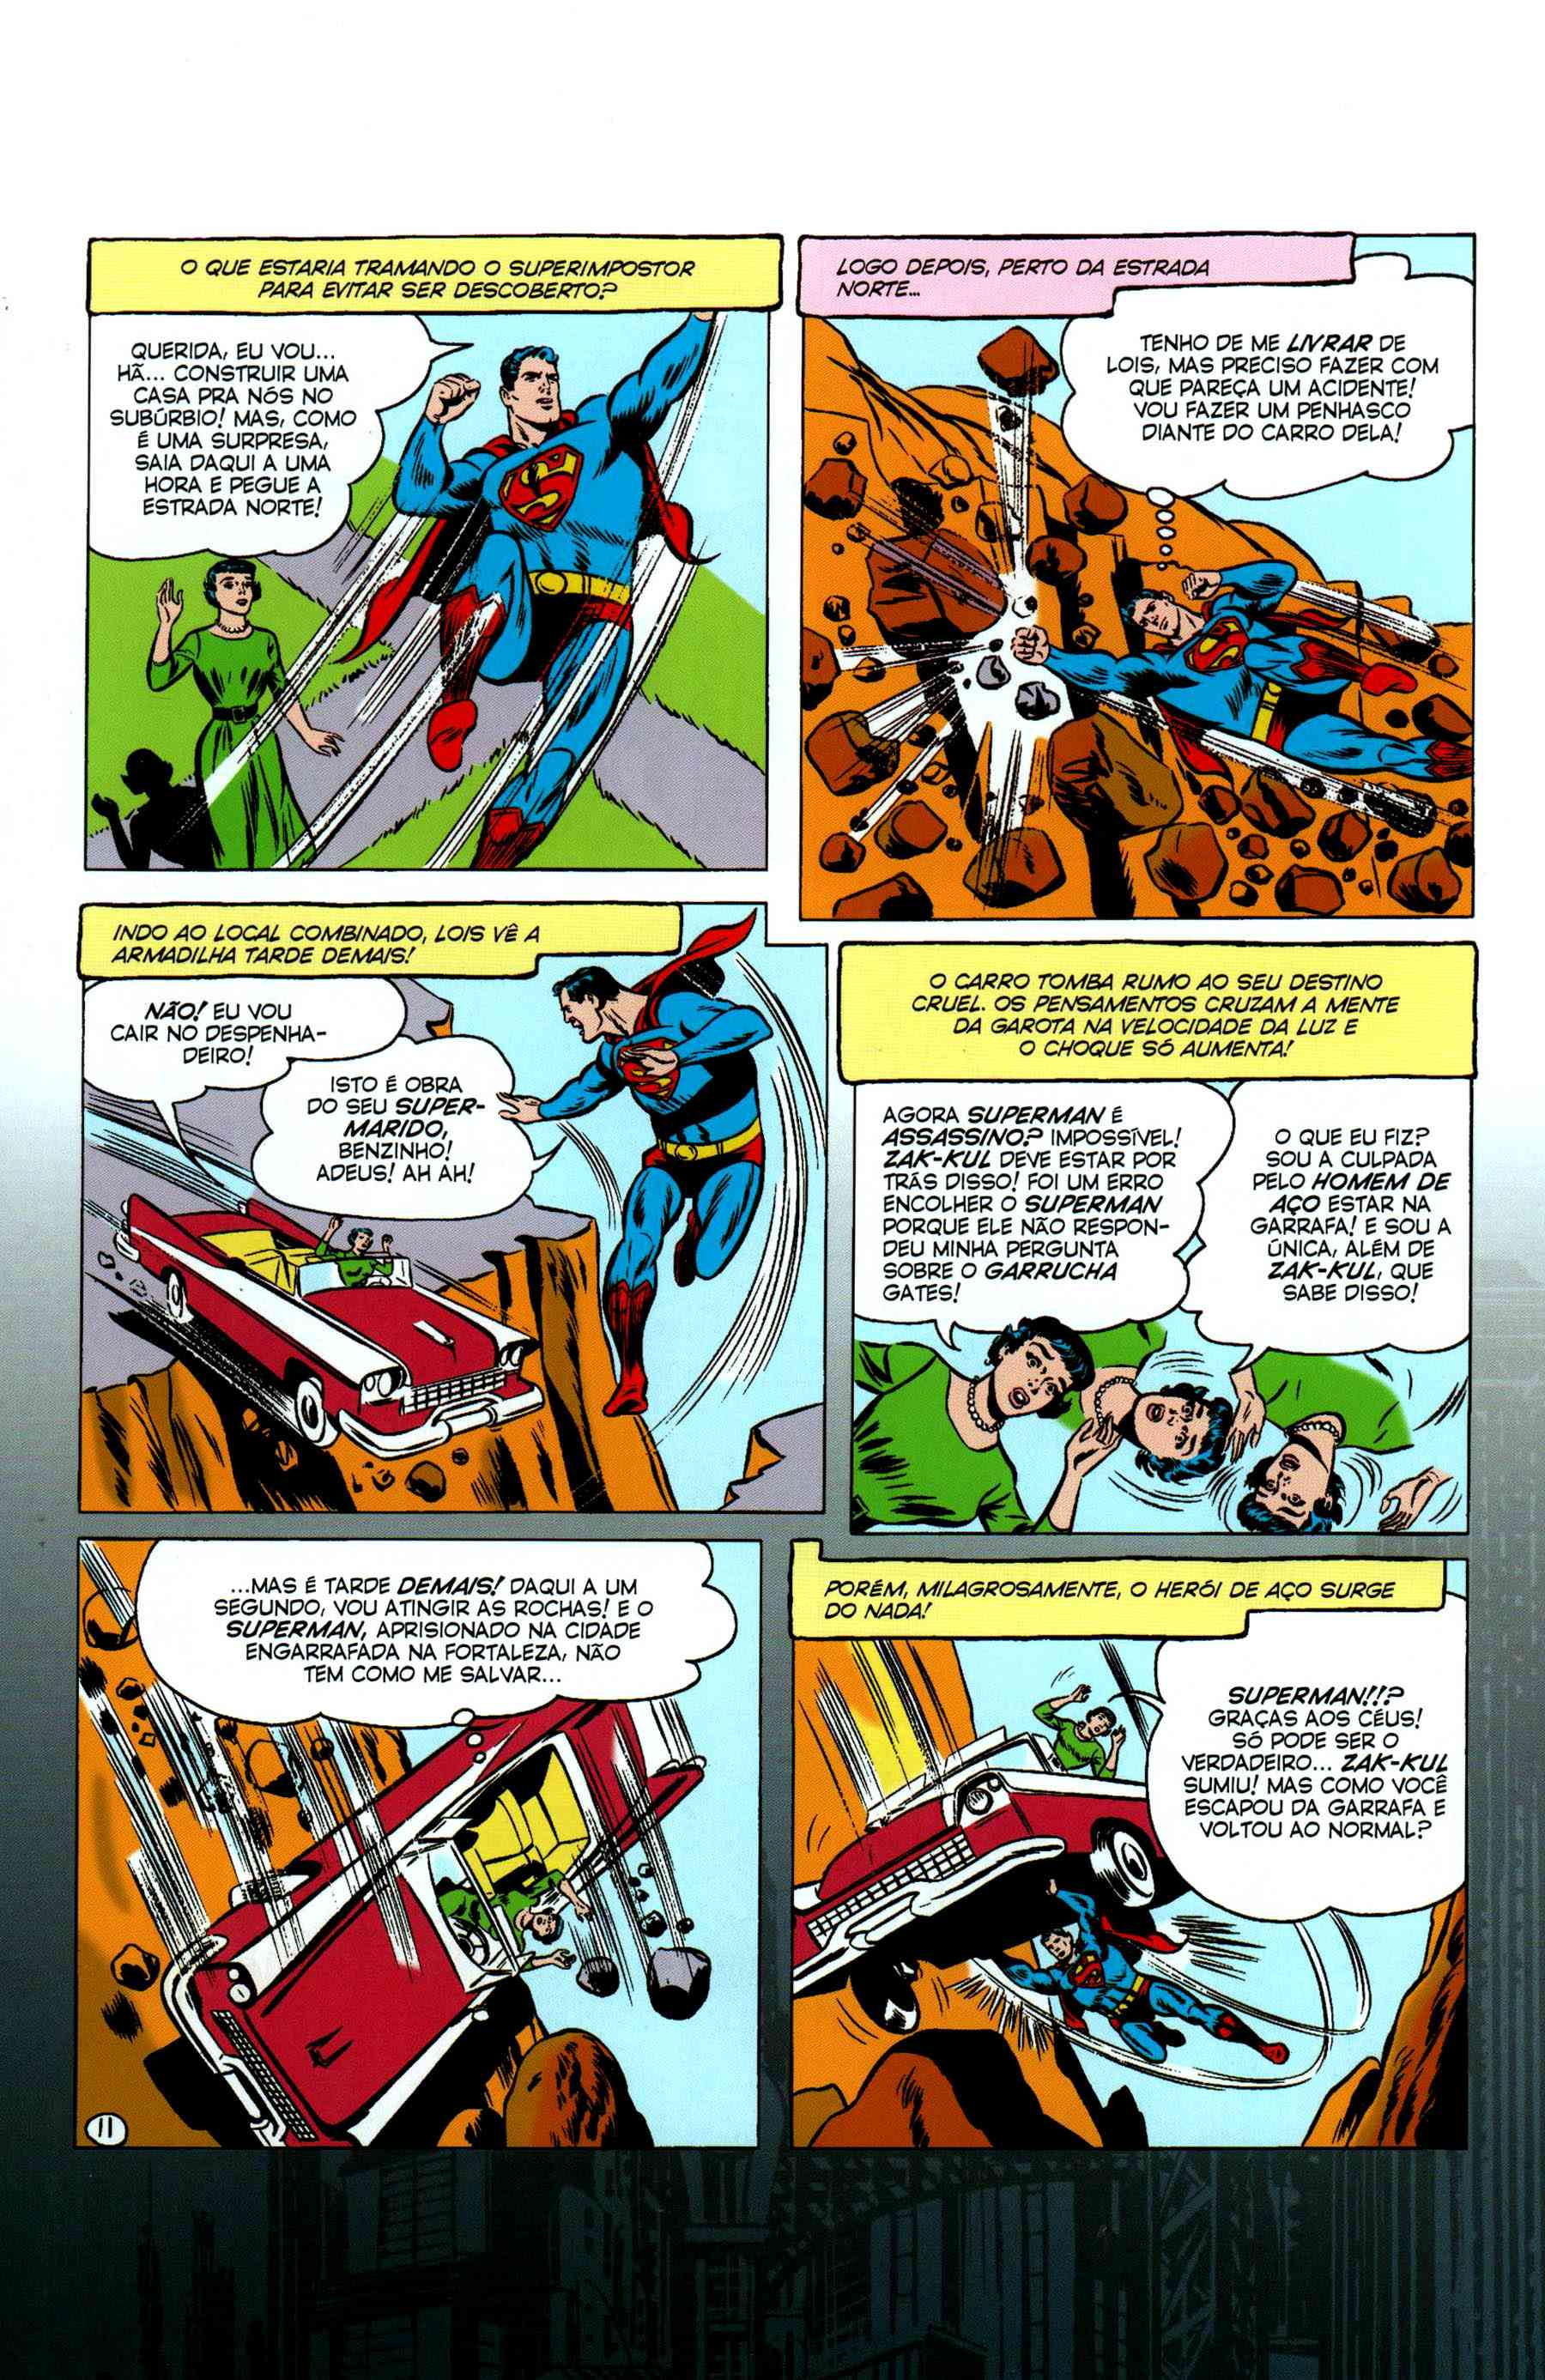 O QUE ESTARIA TRAMANDO O SUPERIMPOSTOR
PARA EVITAR SER DESCOBERTO?
QUERIDA, EU VOU...
HÃ... CONSTRUIR UMA
CASA PRA NÓS NO
SUBÚRBIO! MAS, COMO
É UMA SURPRESA,
SAIA DAQUI A UMA
HORA E PEGUE A
ESTRADA NORTE!
LOGO DEPOIS, PERTO DA ESTRADA
NORTE...
TENHO DE ME LIVRAR DE
LOIS, MAS PRECISO FAZER COM
QUE PAREÇA UM ACIDENTE!
VOU FAZER UM PENHASCO
DIANTE DO CARRO DELA!
INDO AO LOCAL COMBINADO, LOIS VÊ A
ARMADILHA TARDE DEMAIS!
NÃO! EU VOU
CAIR NO DESPENHA-
DEIRO!
ISTO É OBRA
DO SEU SUPER-
MARIDO,
BENZINHO!
ADEUS! AH AH!
O CARRO TOMBA RUMO AO SEU DESTINO
CRUEL. OS PENSAMENTOS CRUZAM A MENTE
DA GAROTA NA VELOCIDADE DA LUZ E
O CHOQUE SÓ AUMENTA!
AGORA SUPERMAN É
ASSASSINO? IMPOSSÍVEL!
ZAK-KUL DEVE ESTAR POR
TRÁS DISSO! FOI UM ERRO
ENCOLHER O SUPERMAN
PORQUE ELE NÃO RESPON-
DEU MINHA PERGUNTA
SOBRE O GARRUCHA
GATES!
O QUE EU FIZ?
SOU A CULPADA
PELO HOMEM DE
AÇO ESTAR NA
GARRAFA! E SOU A
ÚNICA, ALÉM DE
ZAK-KUL, QUE
SABE DISSO!
...MAS É TARDE DEMAIS! DAQUI A UM
SEGUNDO, VOU ATINGIR AS ROCHAS! E O
SUPERMAN, APRISIONADO NA CIDADE
ENGARRAFADA NA FORTALEZA, NÃO
TEM COMO ME SALVAR...
11
PORÉM, MILAGROSAMENTE, O HERÓI DE AÇO SURGE
DO NADA!
SUPERMAN!!?
GRAÇAS AOS CÉUS!
SÓ PODE SER O
VERDADEIRO... ZAK-KUL
SUMIU! MAS COMO VOCÊ
ESCAPOU DA GARRAFA E
VOLTOU AO NORMAL?